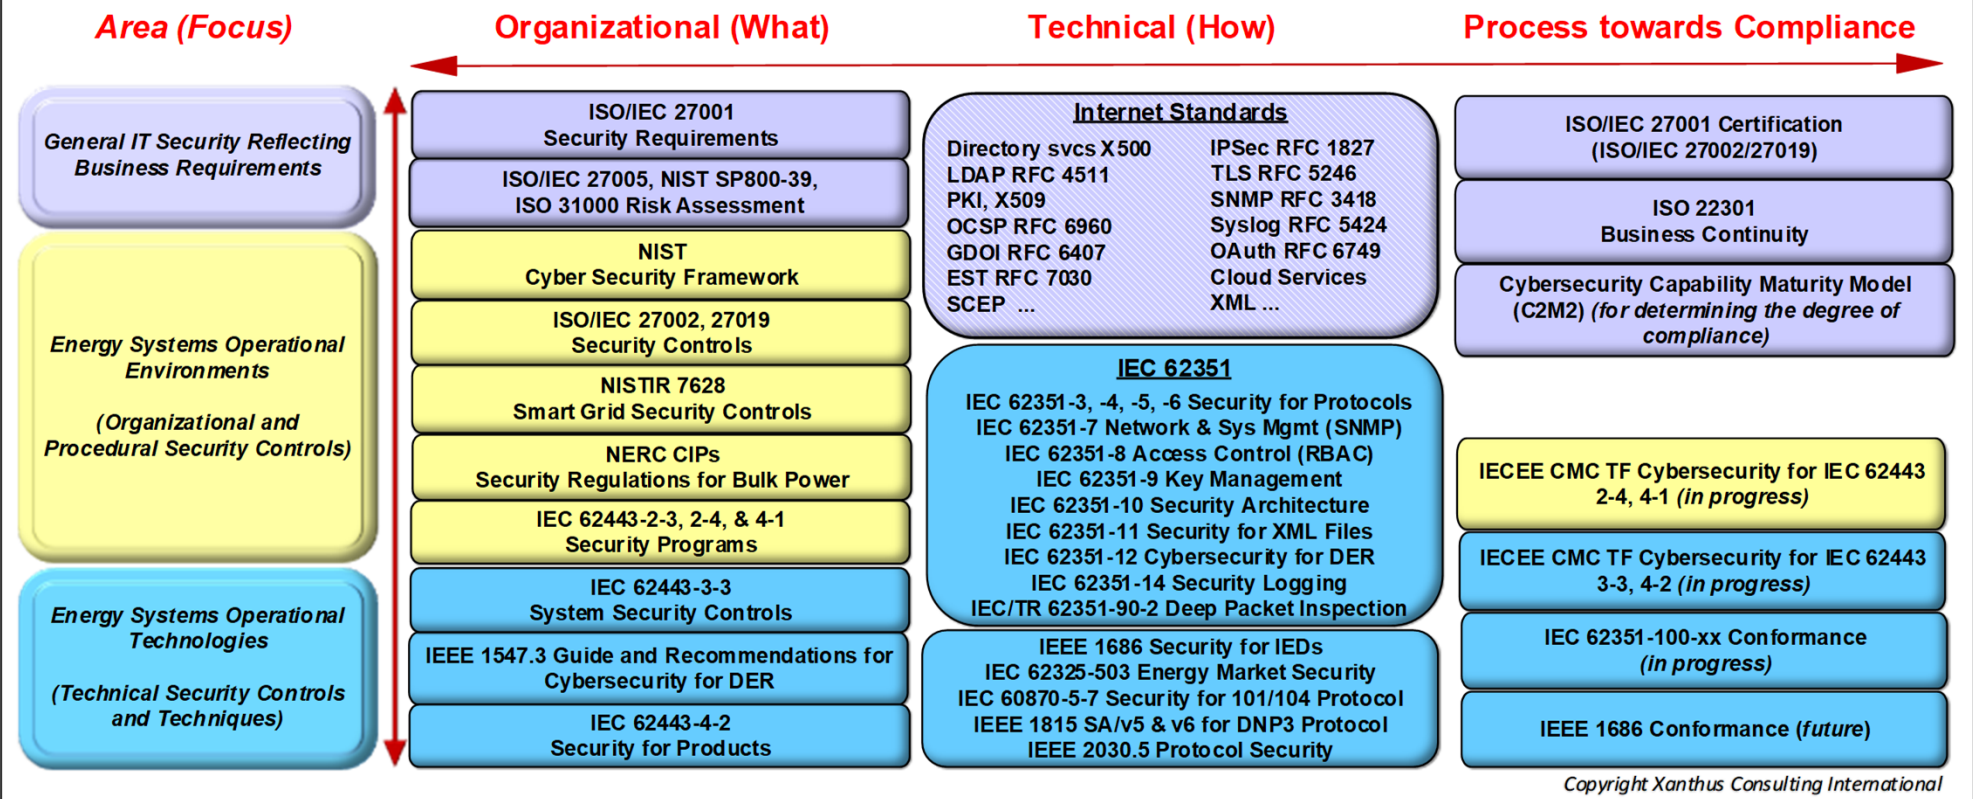 Area (Focus)
Organizational (What)
Technical (How)
Process towards Compliance
General IT Security Reflecting
Business Requirements
Energy Systems Operational
Environments
(Organizational and
Procedural Security Controls)
Energy Systems Operational
Technologies
(Technical Security Controls
and Techniques)
ISO/IEC 27001
Security Requirements
ISO/IEC 27005, NIST SP800-39,
ISO 31000 Risk Assessment
NIST
Cyber Security Framework
ISO/IEC 27002, 27019
Security Controls
NISTIR 7628
Smart Grid Security Controls
NERC CIPs
Security Regulations for Bulk Power
IEC 62443-2-3, 2-4, & 4-1
Security Programs
IEC 62443-3-3
System Security Controls
IEEE 1547.3 Guide and Recommendations for
Cybersecurity for DER
IEC 62443-4-2
Security for Products
Internet Standards
Directory svcs X500
LDAP RFC 4511
PKI, X509
OCSP RFC 6960
GDOI RFC 6407
EST RFC 7030
SCEP ...
IPSec RFC 1827
TLS RFC 5246
SNMP RFC 3418
Syslog RFC 5424
OAuth RFC 6749
Cloud Services
XML ...
IEC 62351
IEC 62351-3, -4, -5, -6 Security for Protocols
IEC 62351-7 Network & Sys Mgmt (SNMP)
IEC 62351-8 Access Control (RBAC)
IEC 62351-9 Key Management
IEC 62351-10 Security Architecture
IEC 62351-11 Security for XML Files
IEC 62351-12 Cybersecurity for DER
IEC 62351-14 Security Logging
IEC/TR 62351-90-2 Deep Packet Inspection
IEEE 1686 Security for IEDs
IEC 62325-503 Energy Market Security
IEC 60870-5-7 Security for 101/104 Protocol
IEEE 1815 SA/v5 & v6 for DNP3 Protocol
IEEE 2030.5 Protocol Security
ISO/IEC 27001 Certification
(ISO/IEC 27002/27019)
ISO 22301
Business Continuity
Cybersecurity Capability Maturity Model
(C2M2) (for determining the degree of
compliance)
IECEE CMC TF Cybersecurity for IEC 62443
2-4, 4-1 (in progress)
IECEE CMC TF Cybersecurity for IEC 62443
3-3, 4-2 (in progress)
IEC 62351-100-xx Conformance
(in progress)
IEEE 1686 Conformance (future)
Copyright Xanthus Consulting International